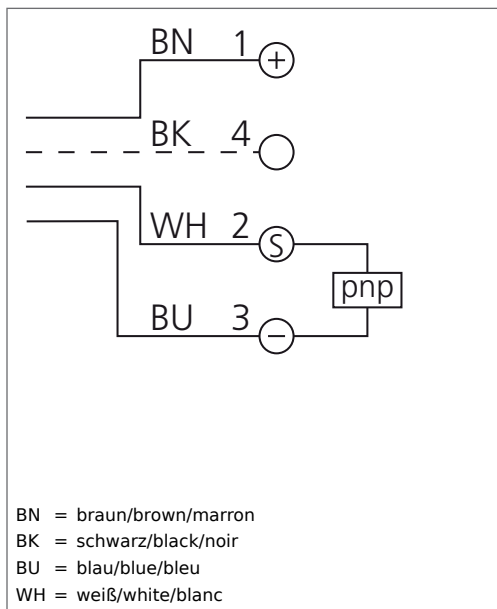 BN 1 +
BK 4
WH 2 S
pnp
BU 3 −
BN = braun/brown/marron
BK = schwarz/black/noir
BU = blau/blue/bleu
WH = weiß/white/blanc